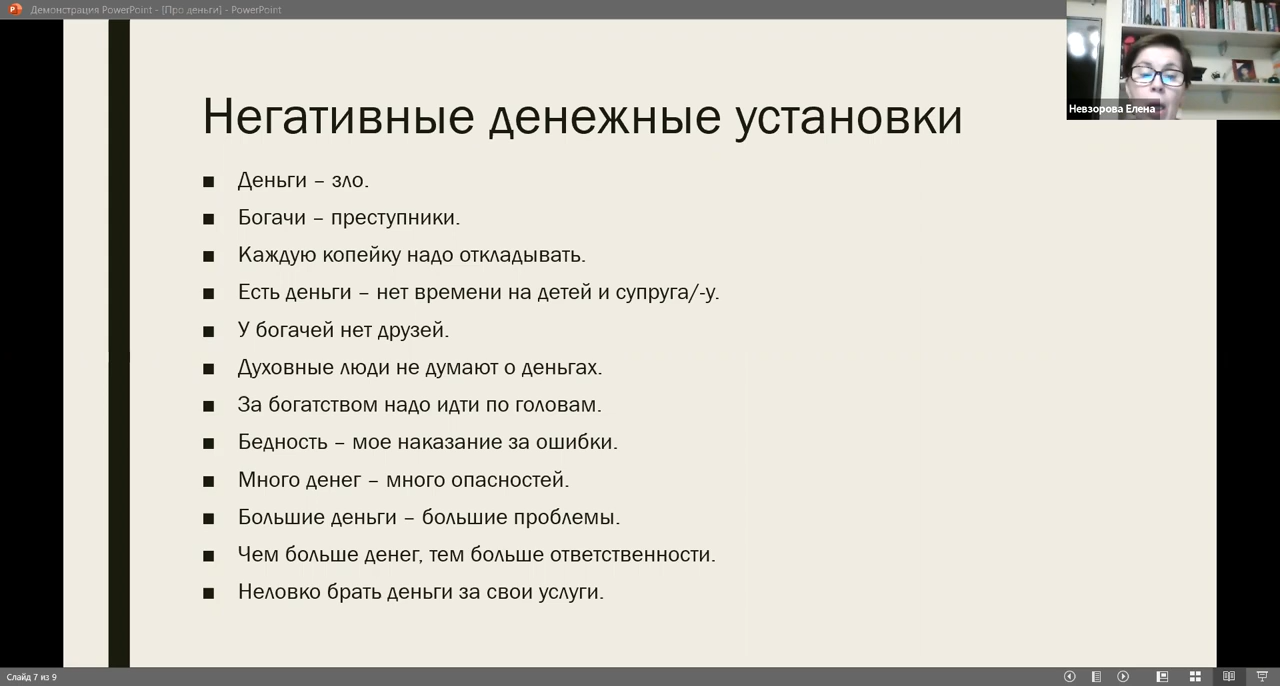 Демонстрация PowerPoint - [Про деньги] - PowerPoint
Невзорова Елена
Негативные денежные установки
Деньги – зло.
Богачи – преступники.
Каждую копейку надо откладывать.
Есть деньги – нет времени на детей и супруга/-у.
У богачей нет друзей.
Духовные люди не думают о деньгах.
За богатством надо идти по головам.
Бедность – мое наказание за ошибки.
Много денег – много опасностей.
Большие деньги – большие проблемы.
Чем больше денег, тем больше ответственности.
Неловко брать деньги за свои услуги.
Слайд 7 из 9